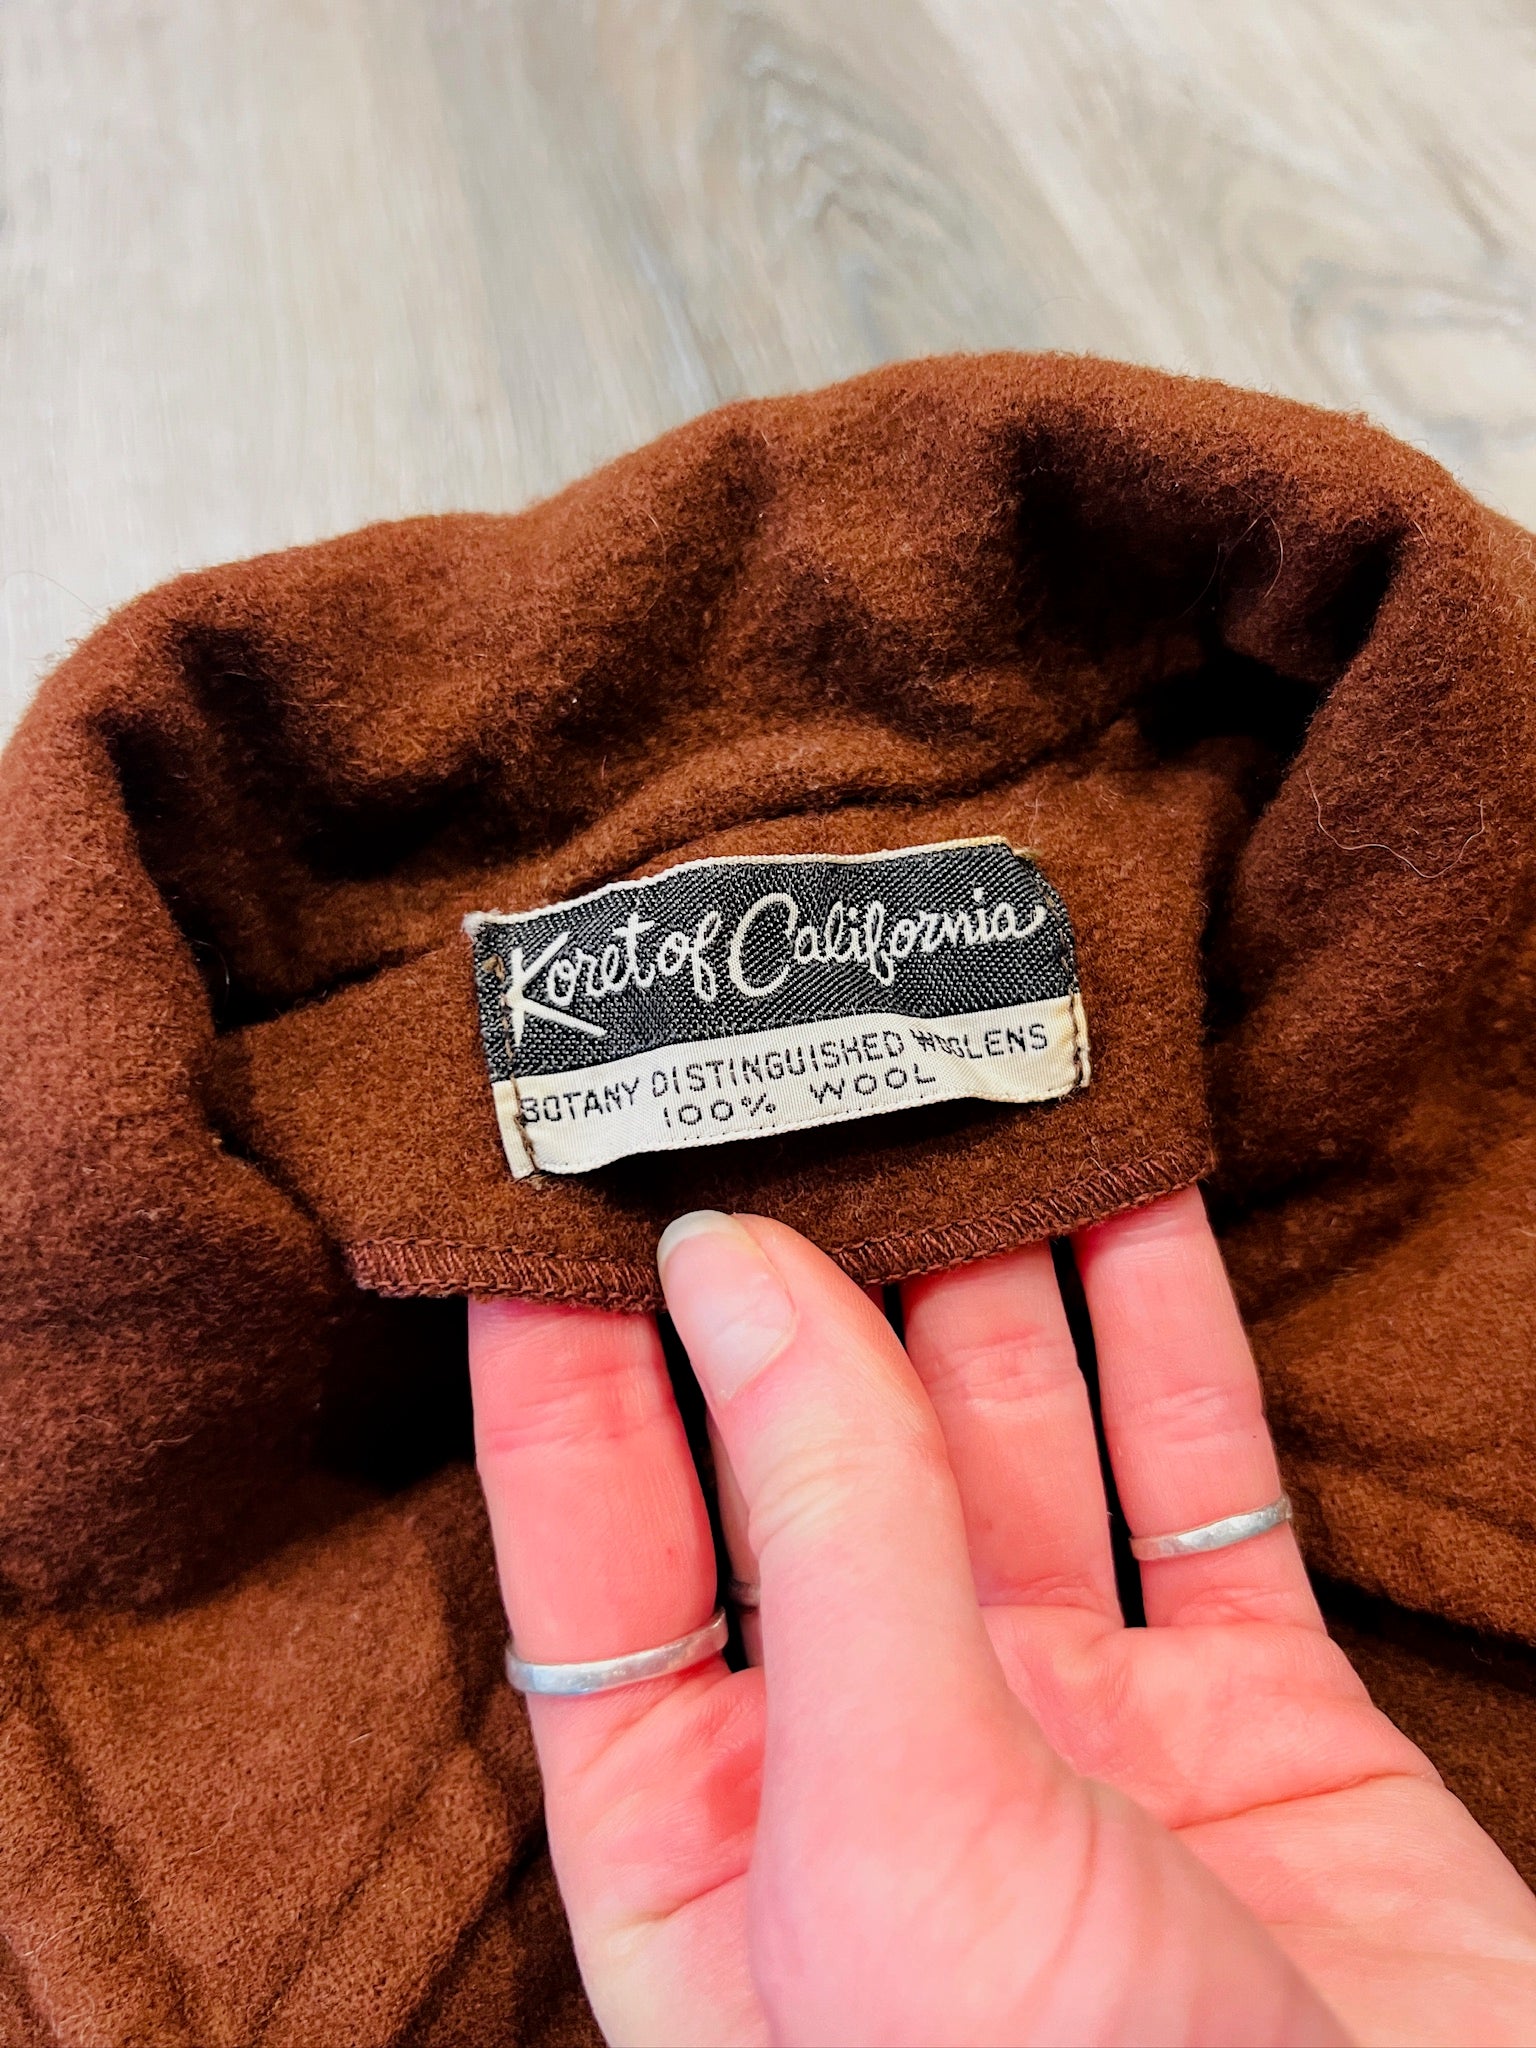 Koret of California
BOTANY DISTINGUISHED WOOLENS
100% WOOL